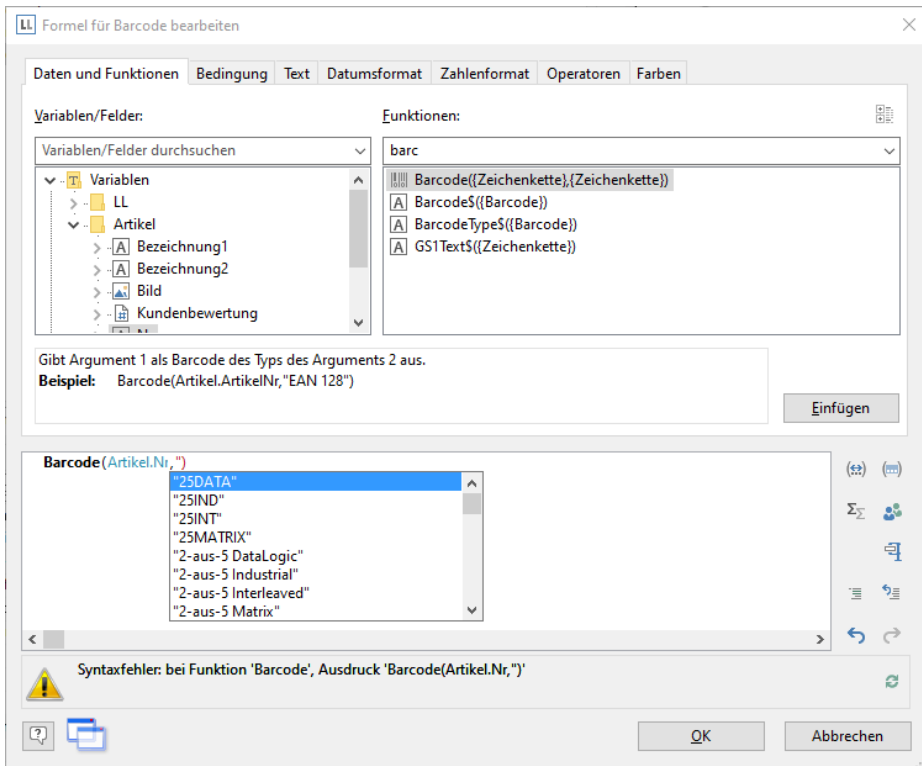 LL Formel für Barcode bearbeiten
Daten und Funktionen Bedingung Text Datumsformat Zahlenformat Operatoren Farben
Variablen/Felder: Funktionen:
Variablen/Felder durchsuchen barc
Variablen
LL
Artikel
Bezeichnung1
Bezeichnung2
Bild
Kundenbewertung
Barcode({Zeichenkette},{Zeichenkette})
Barcode$({Barcode})
BarcodeType$({Barcode})
GS1Text$({Zeichenkette})
Gibt Argument 1 als Barcode des Typs des Arguments 2 aus.
Beispiel: Barcode(Artikel.ArtikelNr,"EAN 128")
Einfügen
Barcode(Artikel.Nr,")
"25DATA"
"25IND"
"25INT"
"25MATRIX"
"2-aus-5 DataLogic"
"2-aus-5 Industrial"
"2-aus-5 Interleaved"
"2-aus-5 Matrix"
Syntaxfehler: bei Funktion 'Barcode', Ausdruck 'Barcode(Artikel.Nr,")'
OK Abbrechen